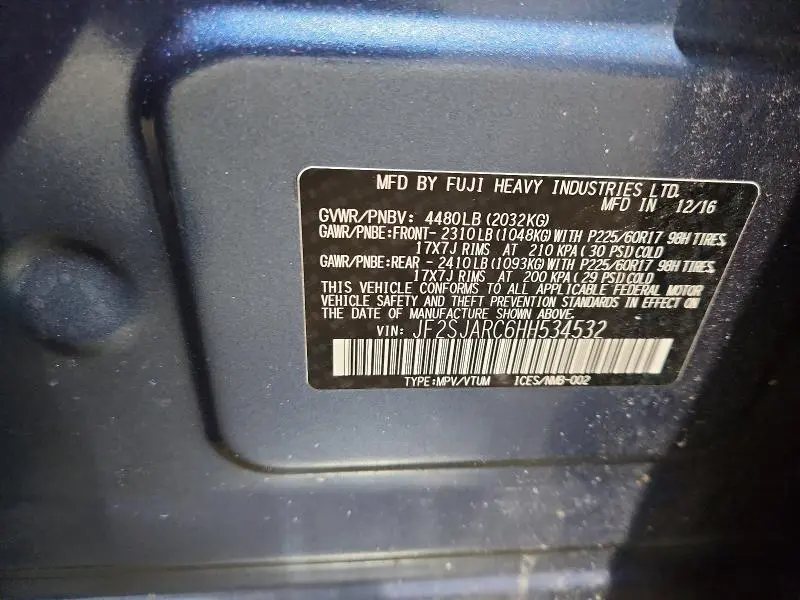 MFD BY FUJI HEAVY INDUSTRIES LTD.
MFD IN 12/16
GVWR/PNBV: 4480LB(2032KG)
GAWR/PNBE:FRONT- 2310LB(1048KG)WITH P225/60R17 98H TIRES,
17X7J RIMS AT 210 KPA(30 PSI)COLD
GAWR/PNBE:REAR - 2410LB(1093KG)WITH P225/60R17 98H TIRES,
17X7J RIMS AT 200 KPA(29 PSI)COLD
THIS VEHICLE CONFORMS TO ALL APPLICABLE FEDERAL MOTOR
VEHICLE SAFETY AND THEFT PREVENTION STANDARDS IN EFFECT ON
THE DATE OF MANUFACTURE SHOWN ABOVE.
VIN: JF2SJARC6HH534532
TYPE:MPV/VTUM ICES/NMB-002